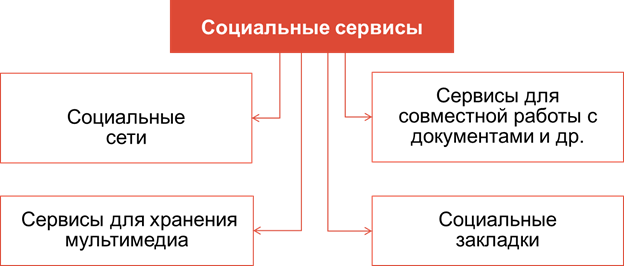 Социальные сервисы
Социальные
сети
Сервисы для
совместной работы с
документами и др.
Сервисы для хранения
мультимедиа
Социальные
закладки